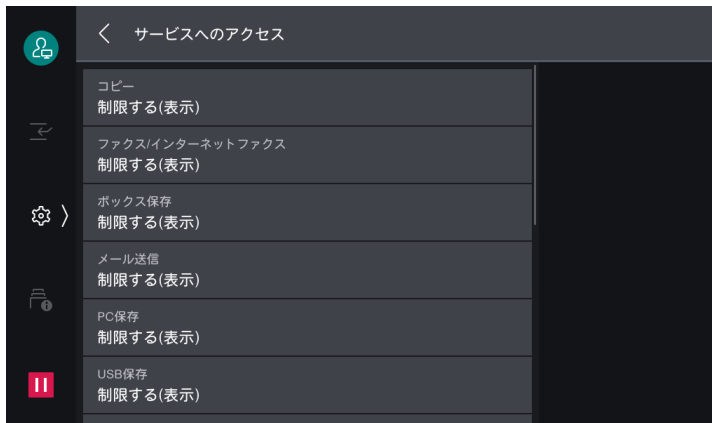 サービスへのアクセス
コピー
制限する(表示)
ファクス/インターネットファクス
制限する(表示)
ボックス保存
制限する(表示)
メール送信
制限する(表示)
PC保存
制限する(表示)
USB保存
制限する(表示)